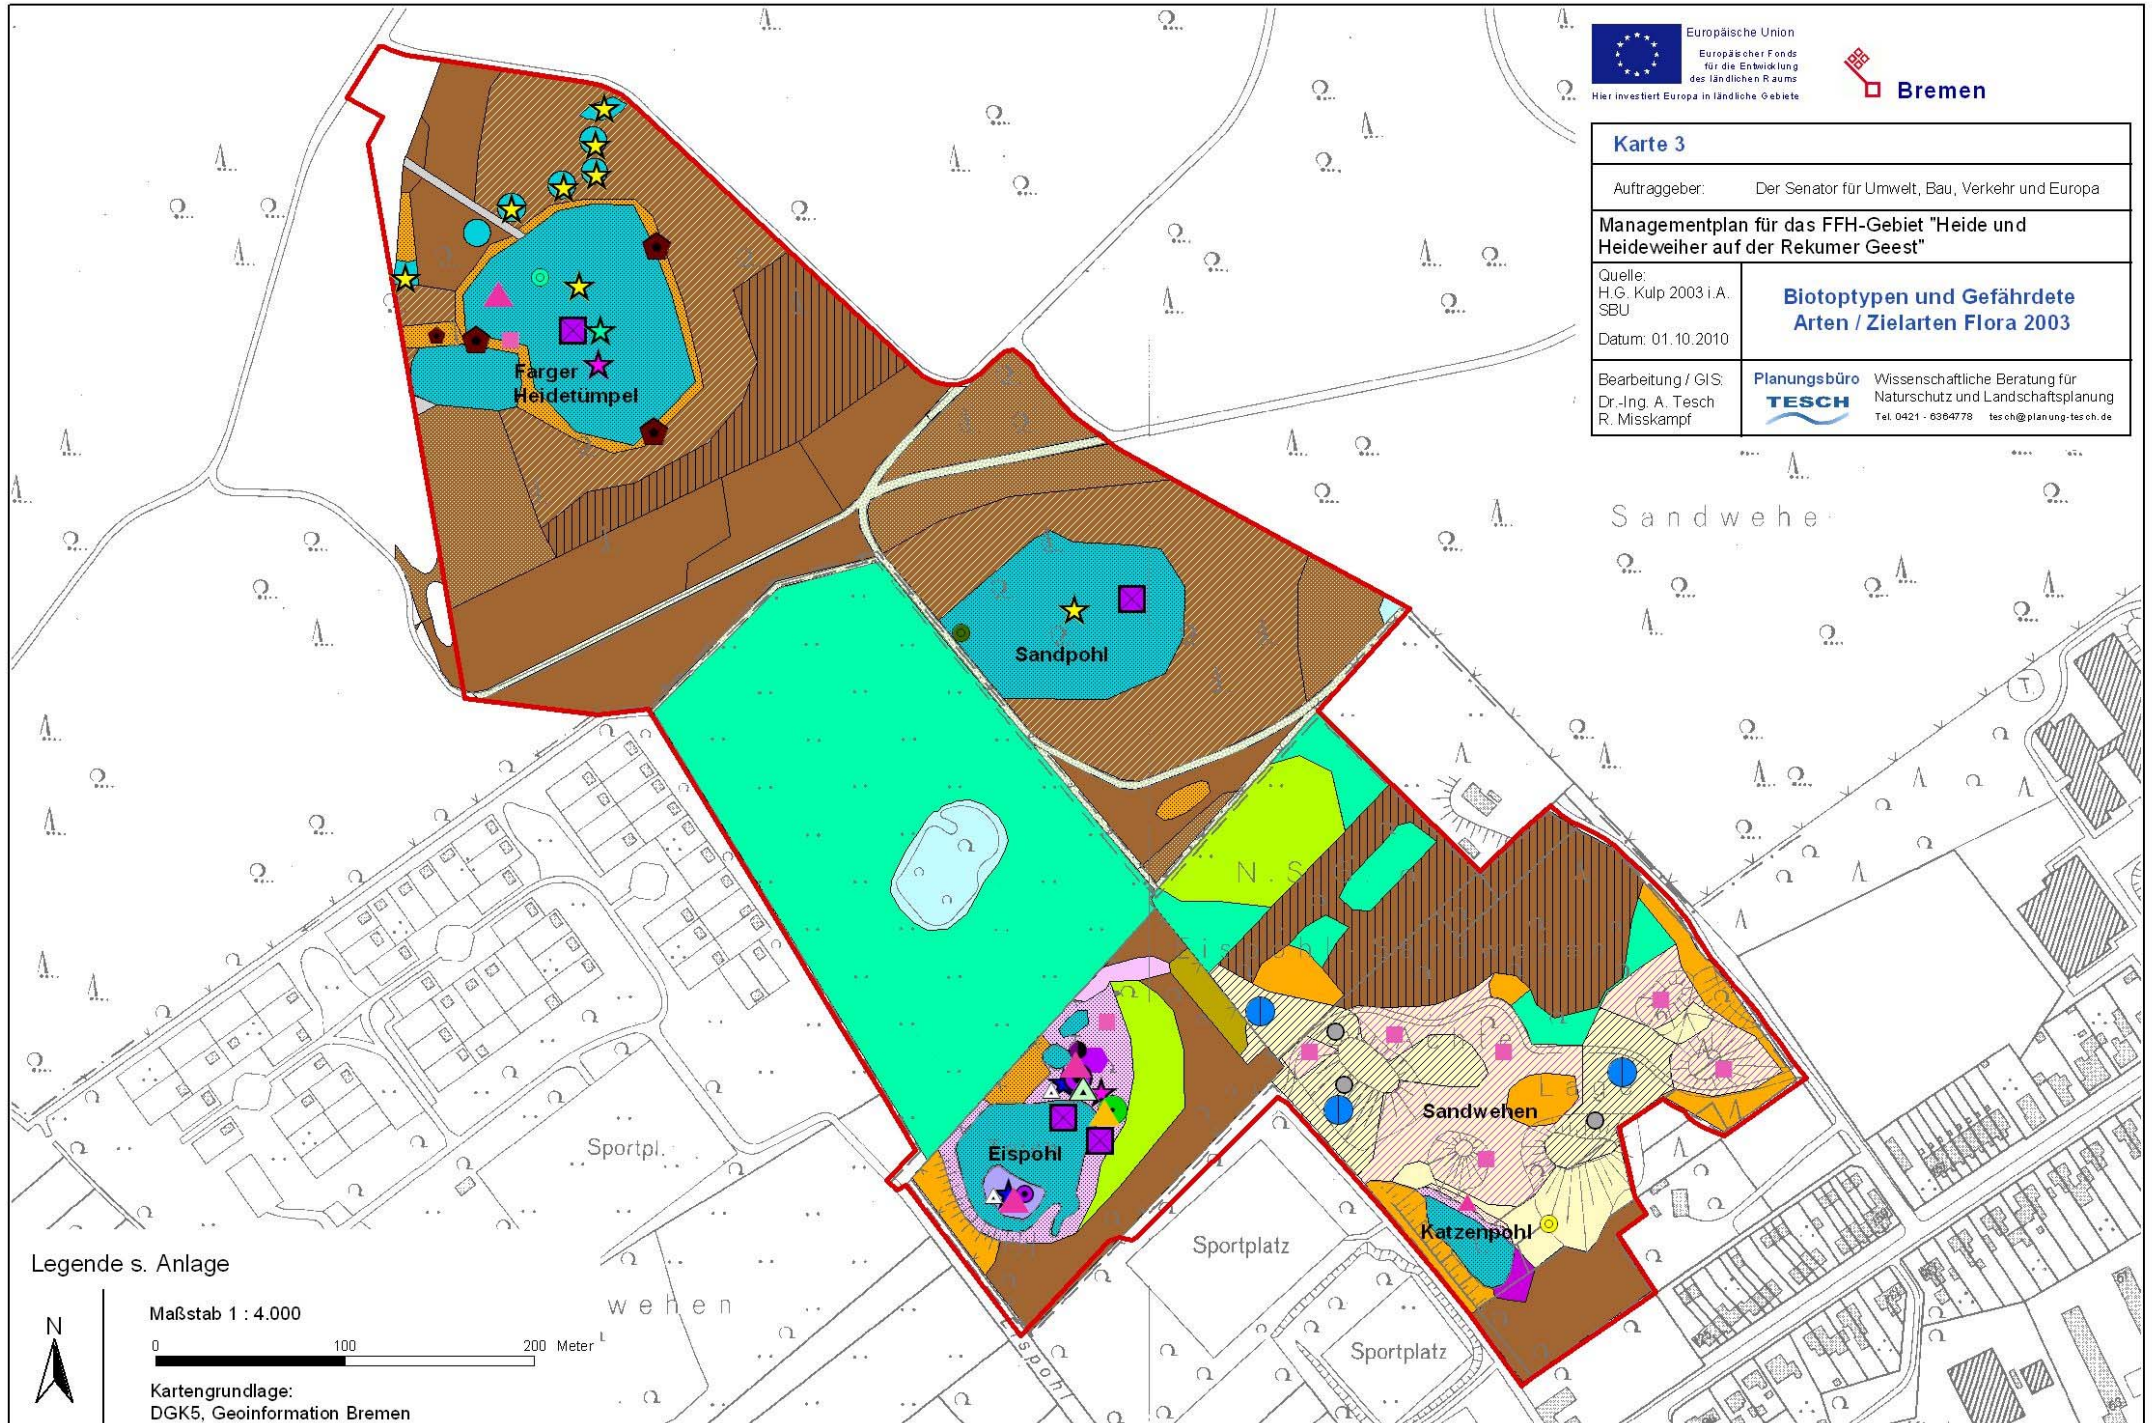 Europäische Union
Europäischer Fonds
für die Entwicklung
des ländlichen Raums
Hier investiert Europa in ländliche Gebiete
Bremen
Karte 3
Auftraggeber: Der Senator für Umwelt, Bau, Verkehr und Europa
Managementplan für das FFH-Gebiet "Heide und
Heideweiher auf der Rekumer Geest"
Quelle:
H.G. Kulp 2003 i.A.
SBU
Datum: 01.10.2010
Biotoptypen und Gefährdete
Arten / Zielarten Flora 2003
Bearbeitung / GIS:
Dr.-Ing. A. Tesch
R. Misskampf
Planungsbüro
TESCH
Wissenschaftliche Beratung für
Naturschutz und Landschaftsplanung
Tel. 0421 - 6364778 tesch@planung-tesch.de
Farger
Heidetümpel
Sandwehe
Sandpohl
T.
N.S.
Sandwehen
Sportpl.
Eispohl
Katzenpohl
Sportplatz
wehen
Sportplatz
Eispohl
Legende s. Anlage
N
Maßstab 1 : 4.000
0 100 200 Meter
Kartengrundlage:
DGK5, Geoinformation Bremen